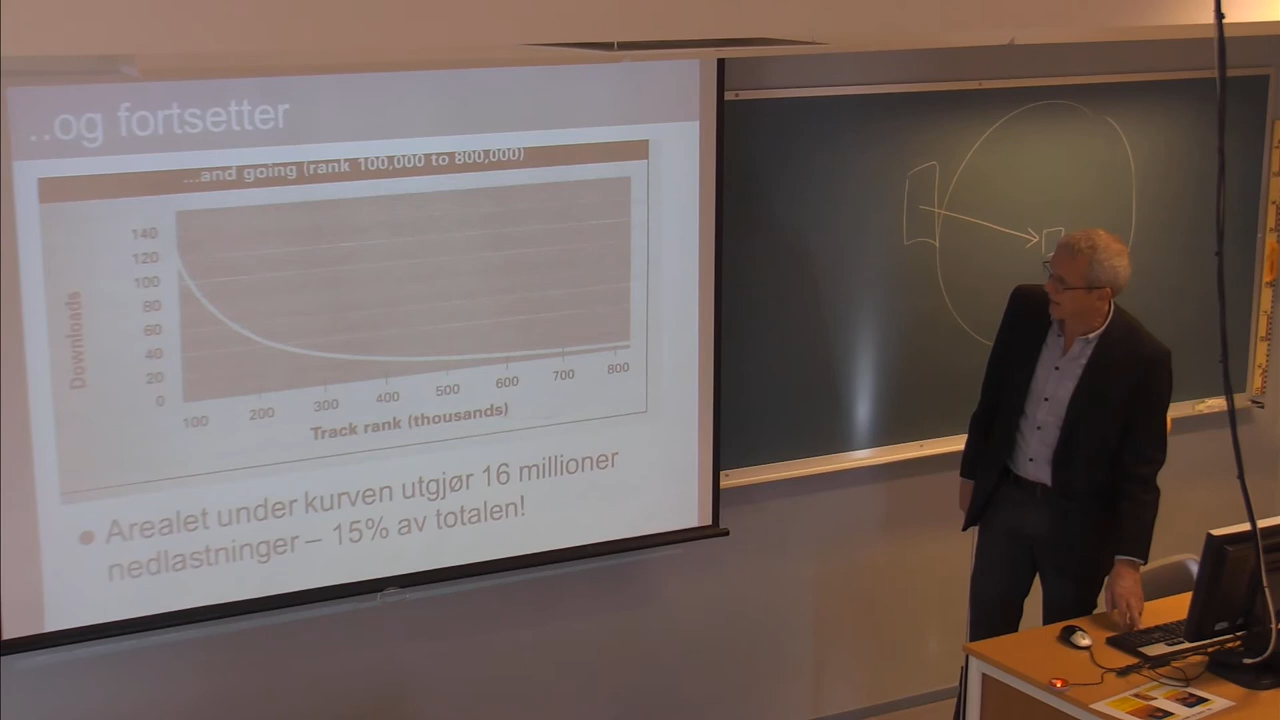 ..og fortsetter
...and going (rank 100,000 to 800,000)
140
120
100
80
60
40
20
0
Downloads
100 200 300 400 500 600 700 800
Track rank (thousands)
• Arealet under kurven utgjør 16 millioner
nedlastninger – 15% av totalen!